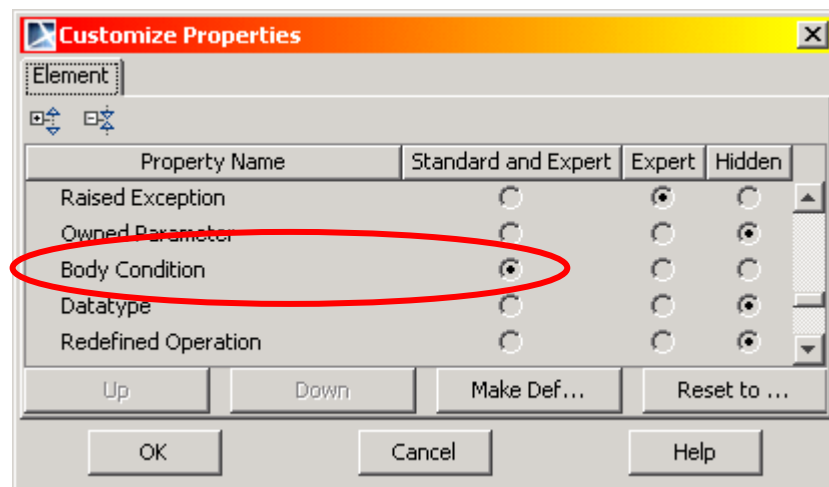 Customize Properties
Element
Property Name Standard and Expert Expert Hidden
Raised Exception
Owned Parameter
Body Condition
Datatype
Redefined Operation
Up Down Make Def... Reset to ...
OK Cancel Help